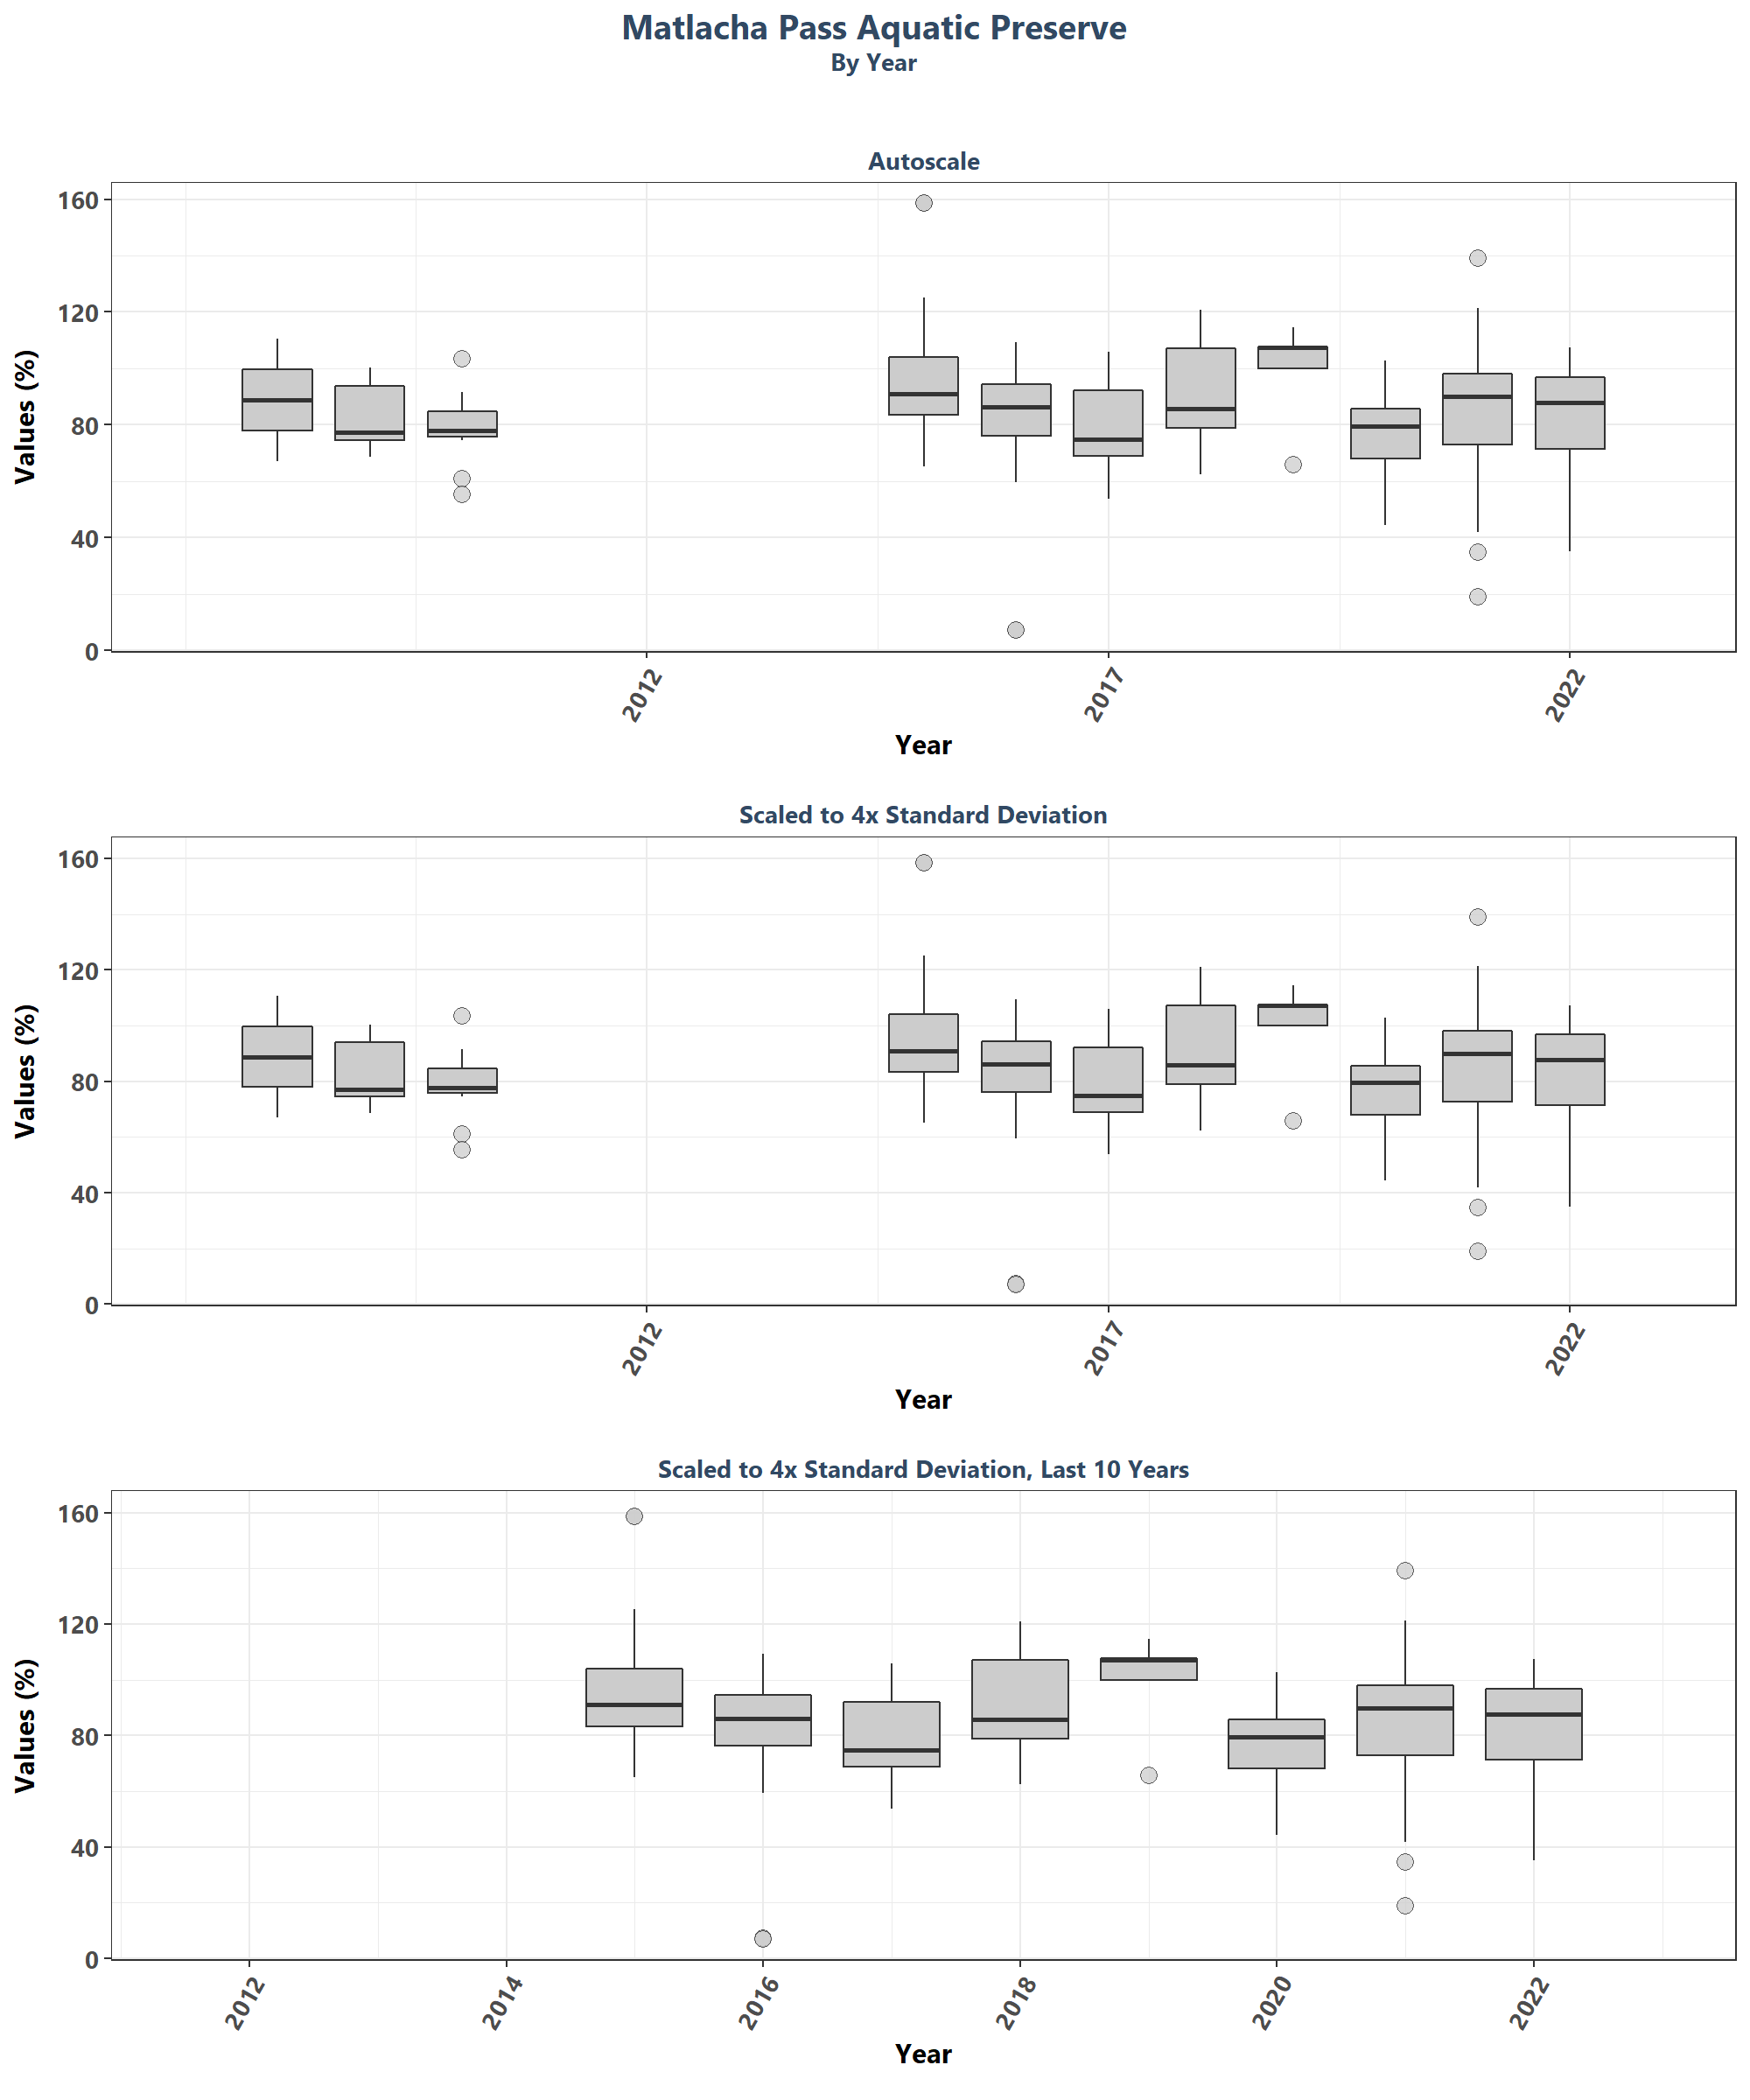 Matlacha Pass Aquatic Preserve
By Year
Autoscale
Values (%)
160
120
80
40
0
2012
2017
2022
Year
Scaled to 4x Standard Deviation
Values (%)
160
120
80
40
0
2012
2017
2022
Year
Scaled to 4x Standard Deviation, Last 10 Years
Values (%)
160
120
80
40
0
2012
2014
2016
2018
2020
2022
Year